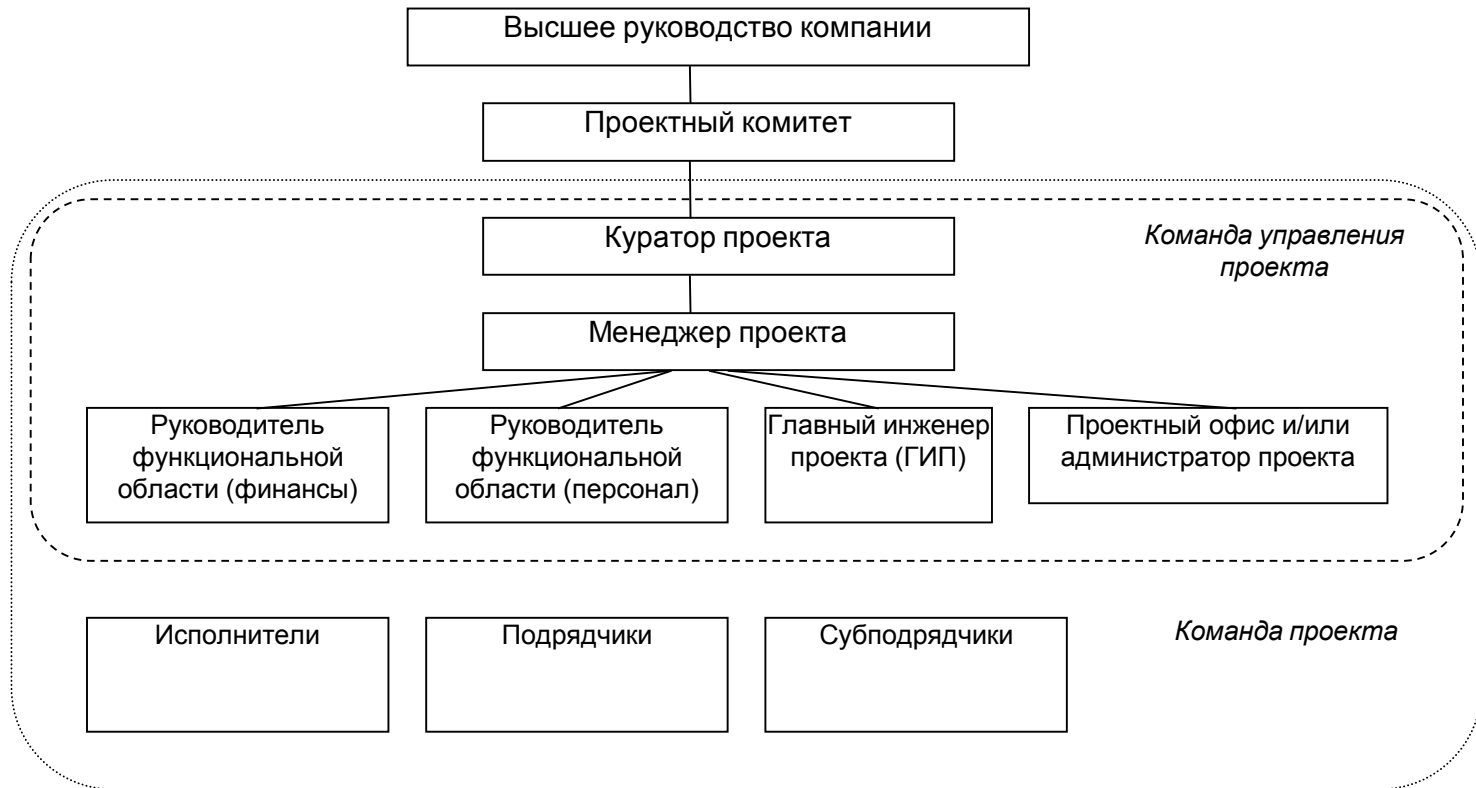 Высшее руководство компании
Проектный комитет
Куратор проекта
Команда управления
проекта
Менеджер проекта
Руководитель
функциональной
области (финансы)
Руководитель
функциональной
области (персонал)
Главный инженер
проекта (ГИП)
Проектный офис и/или
администратор проекта
Исполнители
Подрядчики
Субподрядчики
Команда проекта